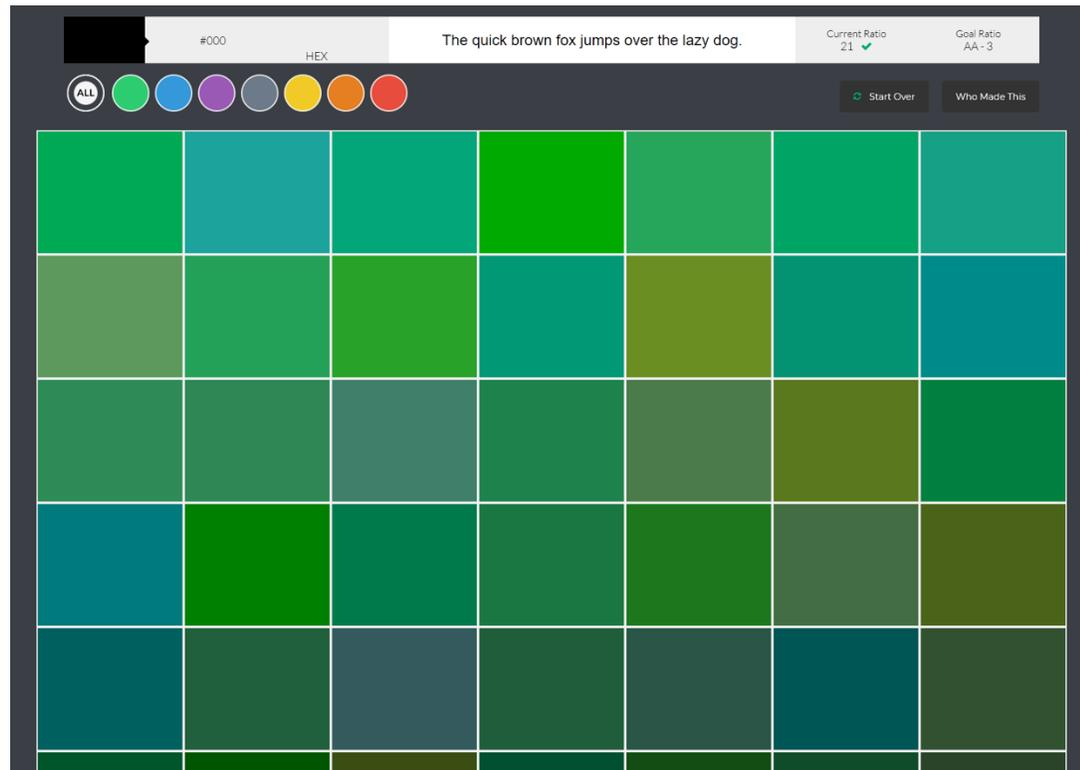 #000
HEX
The quick brown fox jumps over the lazy dog.
Current Ratio
21
Goal Ratio
AA - 3
ALL
Start Over
Who Made This